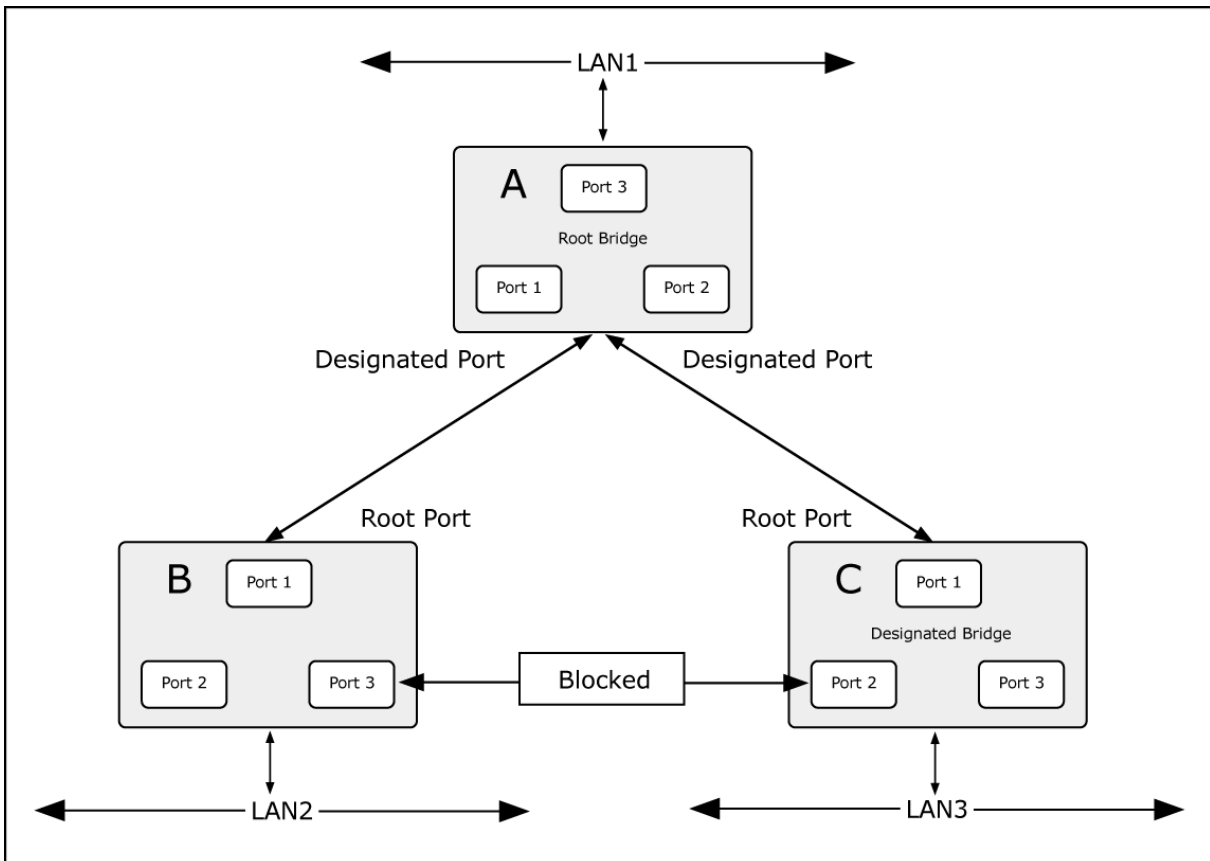 LAN1
A
Port 3
Root Bridge
Port 1
Port 2
Designated Port
Designated Port
Root Port
Root Port
B
Port 1
C
Port 1
Designated Bridge
Port 2
Port 3
Blocked
Port 2
Port 3
LAN2
LAN3